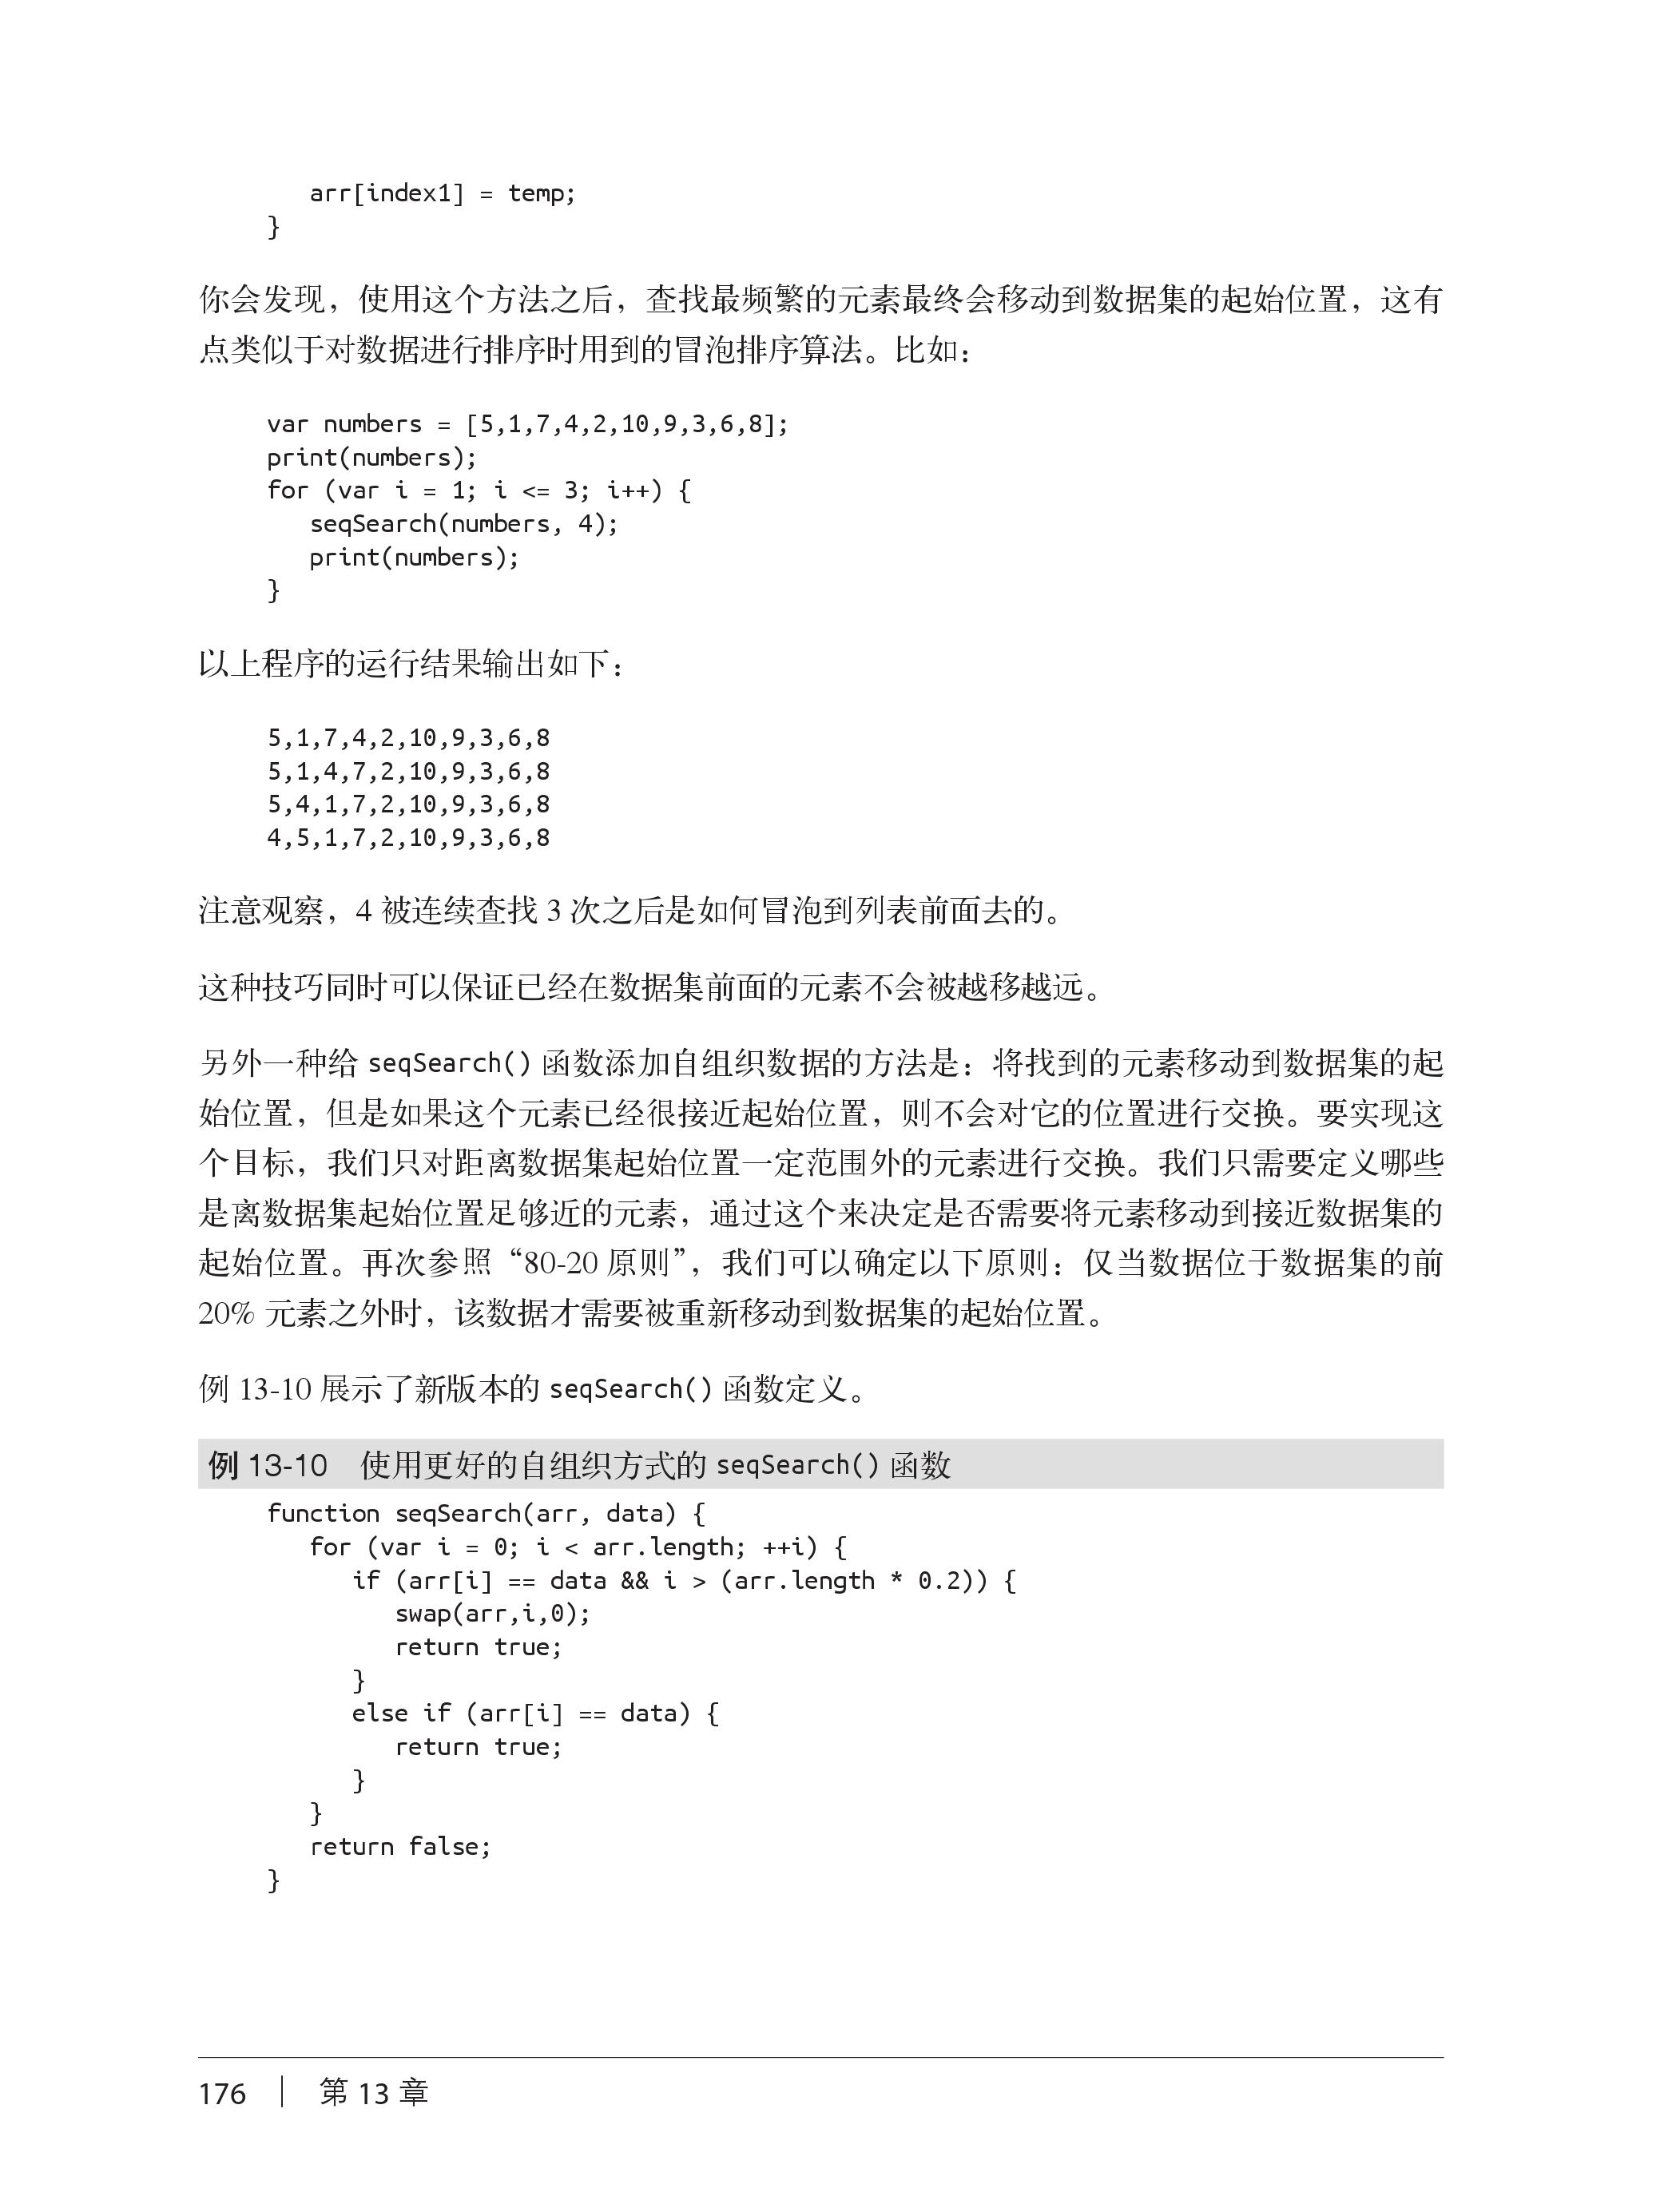 arr[index1] = temp;
}
你会发现，使用这个方法之后，查找最频繁的元素最终会移动到数据集的起始位置，这有
点类似于对数据进行排序时用到的冒泡排序算法。比如：
var numbers = [5,1,7,4,2,10,9,3,6,8];
print(numbers);
for (var i = 1; i <= 3; i++) {
seqSearch(numbers, 4);
print(numbers);
}
以上程序的运行结果输出如下：
5,1,7,4,2,10,9,3,6,8
5,1,4,7,2,10,9,3,6,8
5,4,1,7,2,10,9,3,6,8
4,5,1,7,2,10,9,3,6,8
注意观察，4 被连续查找 3 次之后是如何冒泡到列表前面去的。
这种技巧同时可以保证已经在数据集前面的元素不会被越移越远。
另外一种给 seqSearch() 函数添加自组织数据的方法是：将找到的元素移动到数据集的起
始位置，但是如果这个元素已经很接近起始位置，则不会对它的位置进行交换。要实现这
个目标，我们只对距离数据集起始位置一定范围外的元素进行交换。我们只需要定义哪些
是离数据集起始位置足够近的元素，通过这个来决定是否需要将元素移动到接近数据集的
起始位置。再次参照“80-20 原则”，我们可以确定以下原则：仅当数据位于数据集的前
20% 元素之外时，该数据才需要被重新移动到数据集的起始位置。
例 13-10 展示了新版本的 seqSearch() 函数定义。
例 13-10 使用更好的自组织方式的 seqSearch() 函数
function seqSearch(arr, data) {
for (var i = 0; i < arr.length; ++i) {
if (arr[i] == data && i > (arr.length * 0.2)) {
swap(arr,i,0);
return true;
}
else if (arr[i] == data) {
return true;
}
}
return false;
}
176 | 第 13 章